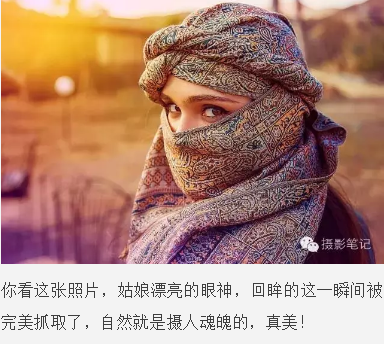 摄影笔记
你看这张照片，姑娘漂亮的眼神，回眸的这一瞬间被
完美抓取了，自然就是摄人魂魄的，真美！